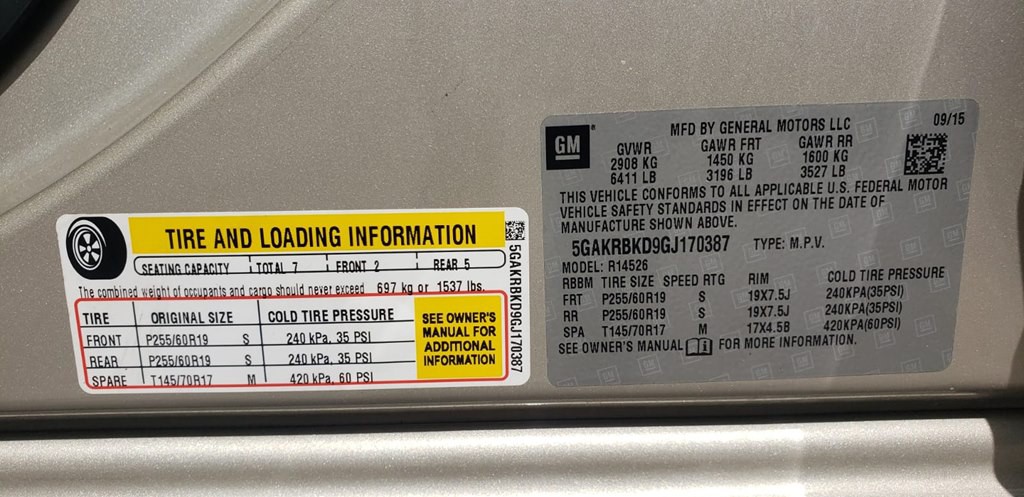 TIRE AND LOADING INFORMATION
SEATING CAPACITY TOTAL 7 FRONT 2 REAR 5
The combined weight of occupants and cargo should never exceed 697 kg or 1537 lbs.
TIRE ORIGINAL SIZE COLD TIRE PRESSURE
FRONT P255/60R19 S 240 kPa, 35 PSI
REAR P255/60R19 S 240 kPa, 35 PSI
SPARE T145/70R17 M 420 kPa, 60 PSI
SEE OWNER'S
MANUAL FOR
ADDITIONAL
INFORMATION
5GAKRBKD9GJ170387
GM
MFD BY GENERAL MOTORS LLC 09/15
GVWR GAWR FRT GAWR RR
2908 KG 1450 KG 1600 KG
6411 LB 3196 LB 3527 LB
THIS VEHICLE CONFORMS TO ALL APPLICABLE U.S. FEDERAL MOTOR
VEHICLE SAFETY STANDARDS IN EFFECT ON THE DATE OF
MANUFACTURE SHOWN ABOVE.
5GAKRBKD9GJ170387 TYPE: M.P.V.
MODEL: R14526
RBBM TIRE SIZE SPEED RTG RIM COLD TIRE PRESSURE
FRT P255/60R19 S 19X7.5J 240KPA(35PSI)
RR P255/60R19 S 19X7.5J 240KPA(35PSI)
SPA T145/70R17 M 17X4.5B 420KPA(60PSI)
SEE OWNER'S MANUAL FOR MORE INFORMATION.